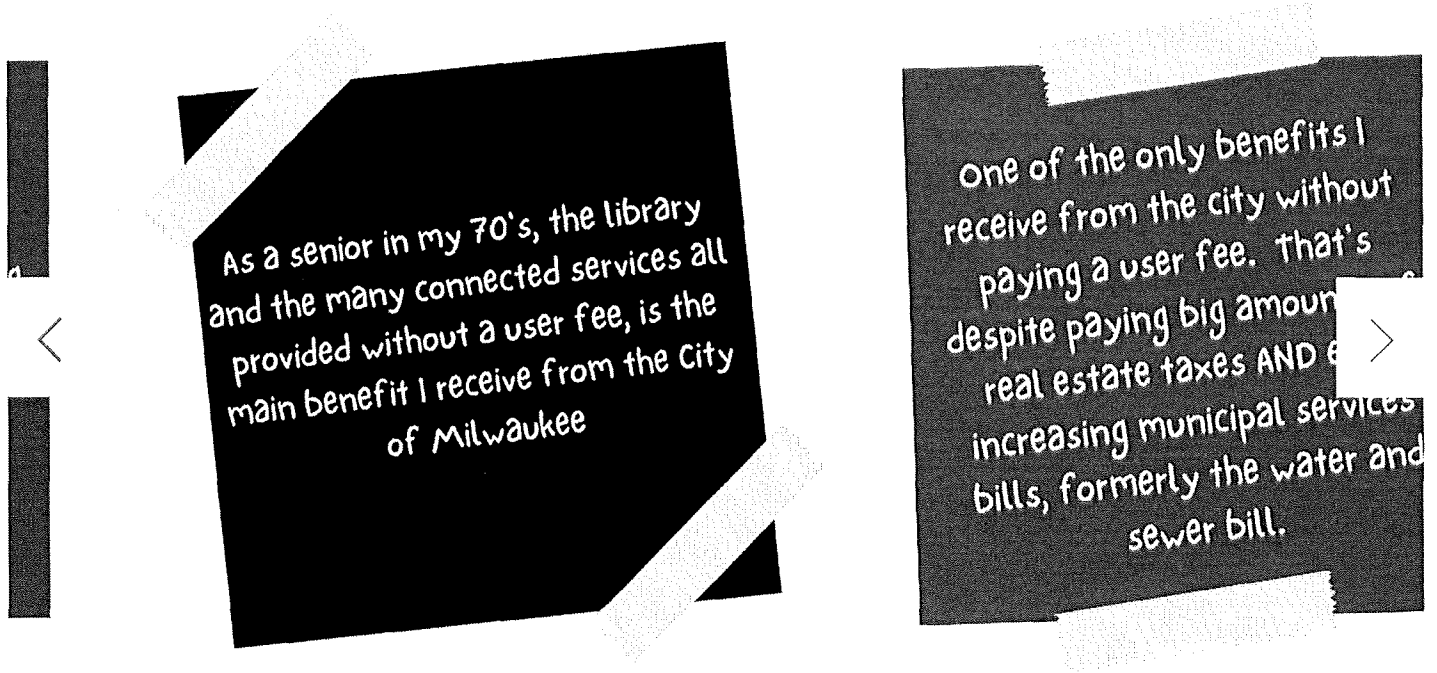 As a senior in my 70's, the library
and the many connected services all
provided without a user fee, is the
main benefit I receive from the City
of Milwaukee
One of the only benefits I
receive from the city without
paying a user fee. That's
despite paying big
real estate taxes AND
increasing municipal services
bills, formerly the water and
sewer bill.